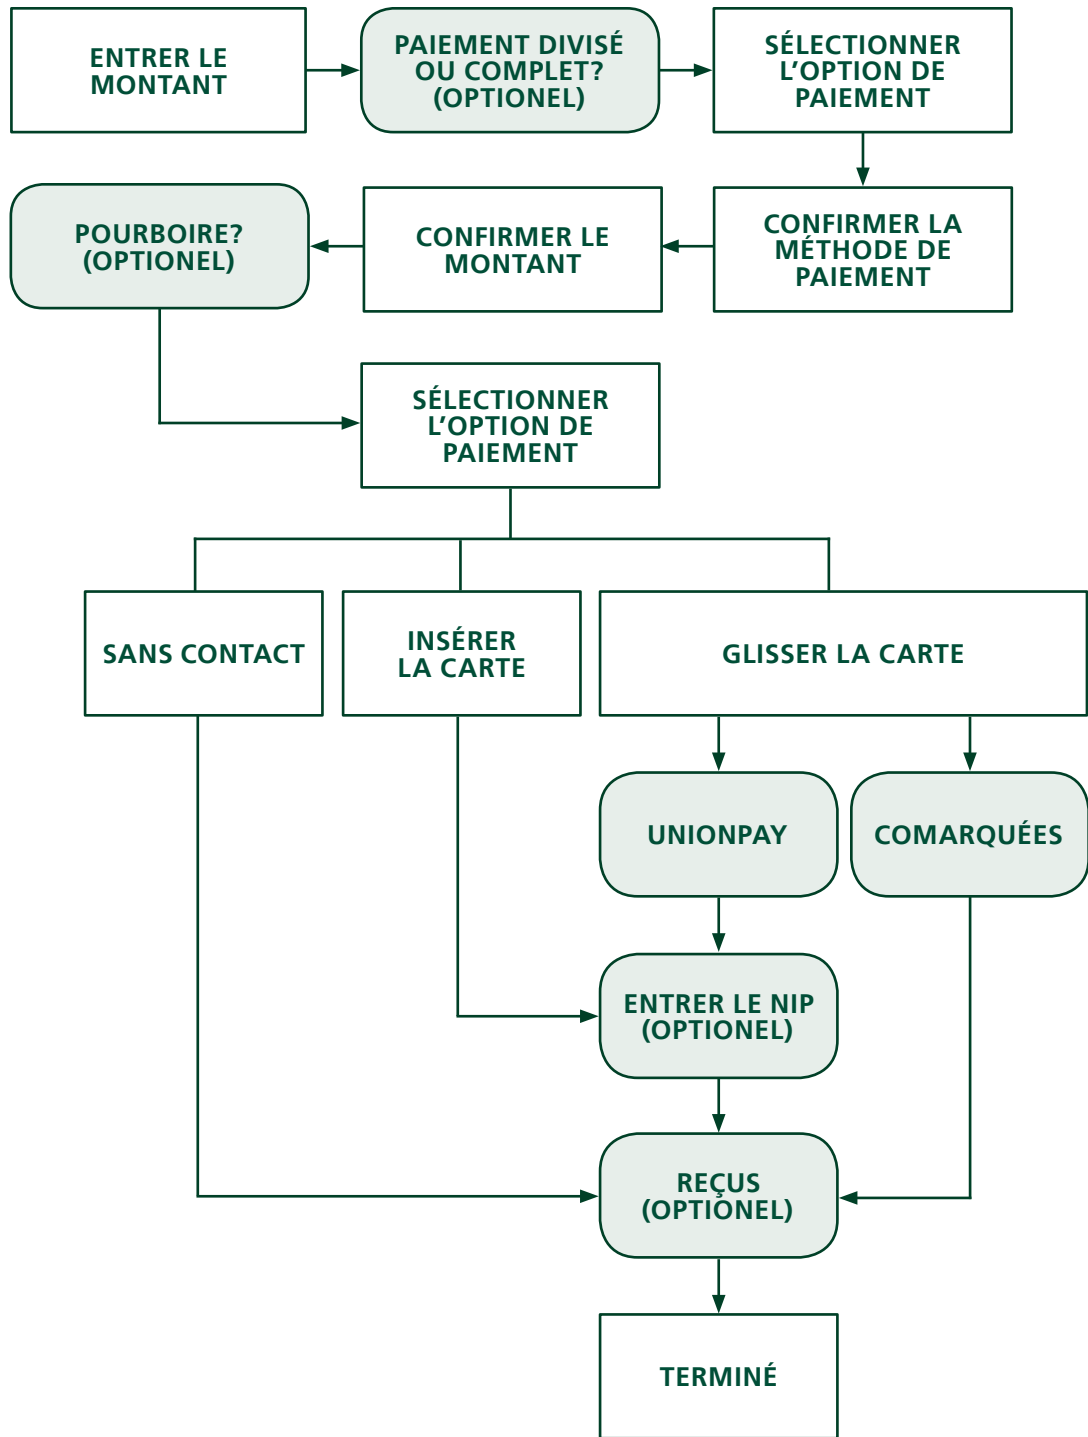 ENTRER LE
MONTANT
PAIEMENT DIVISÉ
OU COMPLET?
(OPTIONEL)
SÉLECTIONNER
L’OPTION DE
PAIEMENT
CONFIRMER LA
MÉTHODE DE
PAIEMENT
CONFIRMER LE
MONTANT
POURBOIRE?
(OPTIONEL)
SÉLECTIONNER
L’OPTION DE
PAIEMENT
SANS CONTACT
INSÉRER
LA CARTE
GLISSER LA CARTE
UNIONPAY
COMARQUÉES
ENTRER LE NIP
(OPTIONEL)
REÇUS
(OPTIONEL)
TERMINÉ